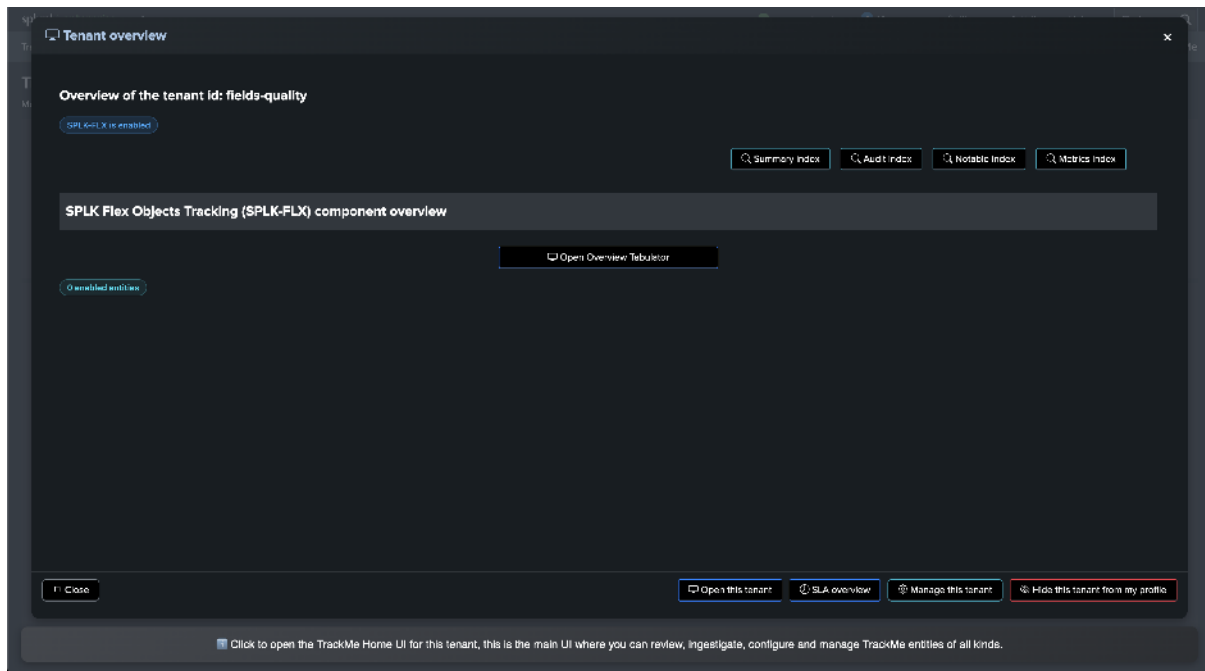 Tenant overview
Overview of the tenant id: fields-quality
SPLK-FLX is enabled
Summary Index
Audit Index
Notable Index
Metrics Index
SPLK Flex Objects Tracking (SPLK-FLX) component overview
Open Overview Tabulator
0 enabled entities
Close
Open this tenant
SLA overview
Manage this tenant
Hide this tenant from my profile
Click to open the TrackMe Home UI for this tenant, this is the main UI where you can review, ingestigate, configure and manage TrackMe entities of all kinds.